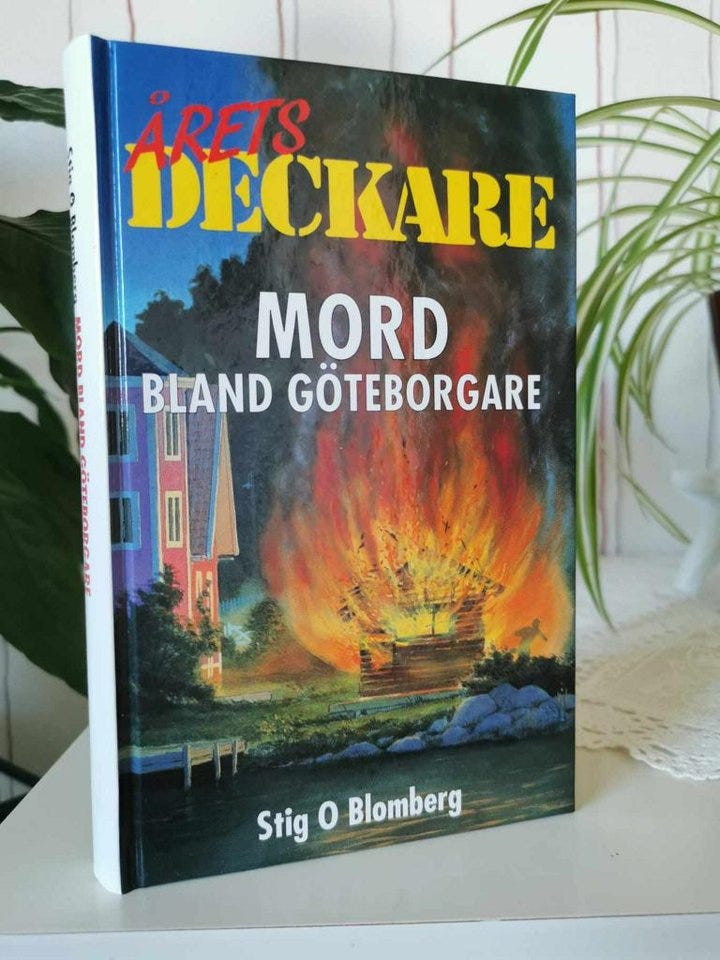 ÅRETS
DECKARE
MORD
BLAND GÖTEBORGARE
Stig O Blomberg
Stig O Blomberg MORD BLAND GÖTEBORGARE